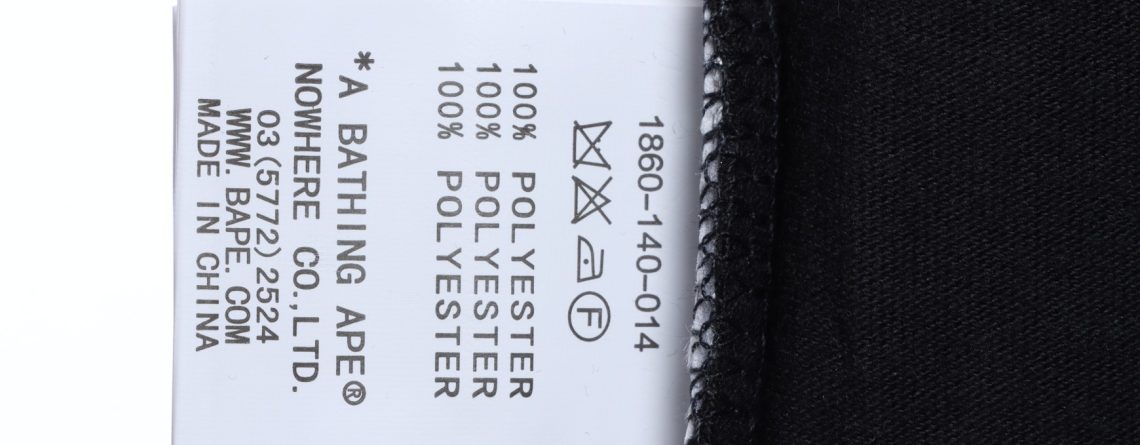 1860-140-014
F
100% POLYESTER
100% POLYESTER
100% POLYESTER
*A BATHING APE®
NOWHERE CO.,LTD.
03(5772)2524
WWW.BAPE.COM
MADE IN CHINA